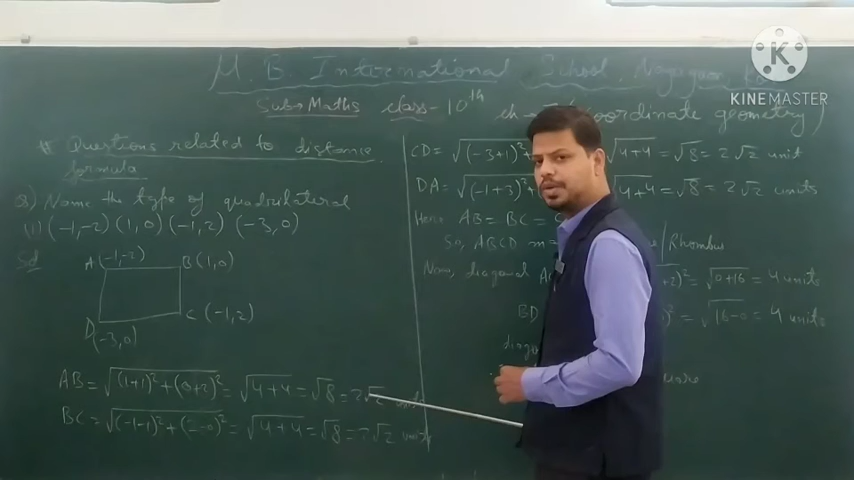 KINEMASTER
M. B. International School, Nagagaun
Sub→Maths class-10th ch- coordinate geometry)
Questions related to distance
formula
Q) Name the type of quadrilateral
(i) (-1,-2) (1,0) (-1,2) (-3,0)
Sol
A (-1,-2) B (1,0)
D (-3,0) C (-1,2)
AB = √(1+1)²+(0+2)² = √4+4 = √8 = 2√2 units
BC = √(-1-1)²+(2-0)² = √4+4 = √8 = 2√2 units
CD = √(-3+1)² √4+4 = √8 = 2√2 unit
DA = √(-1+3)² √4+4 = √8 = 2√2 units
Here AB = BC =
So, ABCD /Rhombus
Now, diagonal +2)² = √0+16 = 4 units
BD )² = √16-0 = 4 units